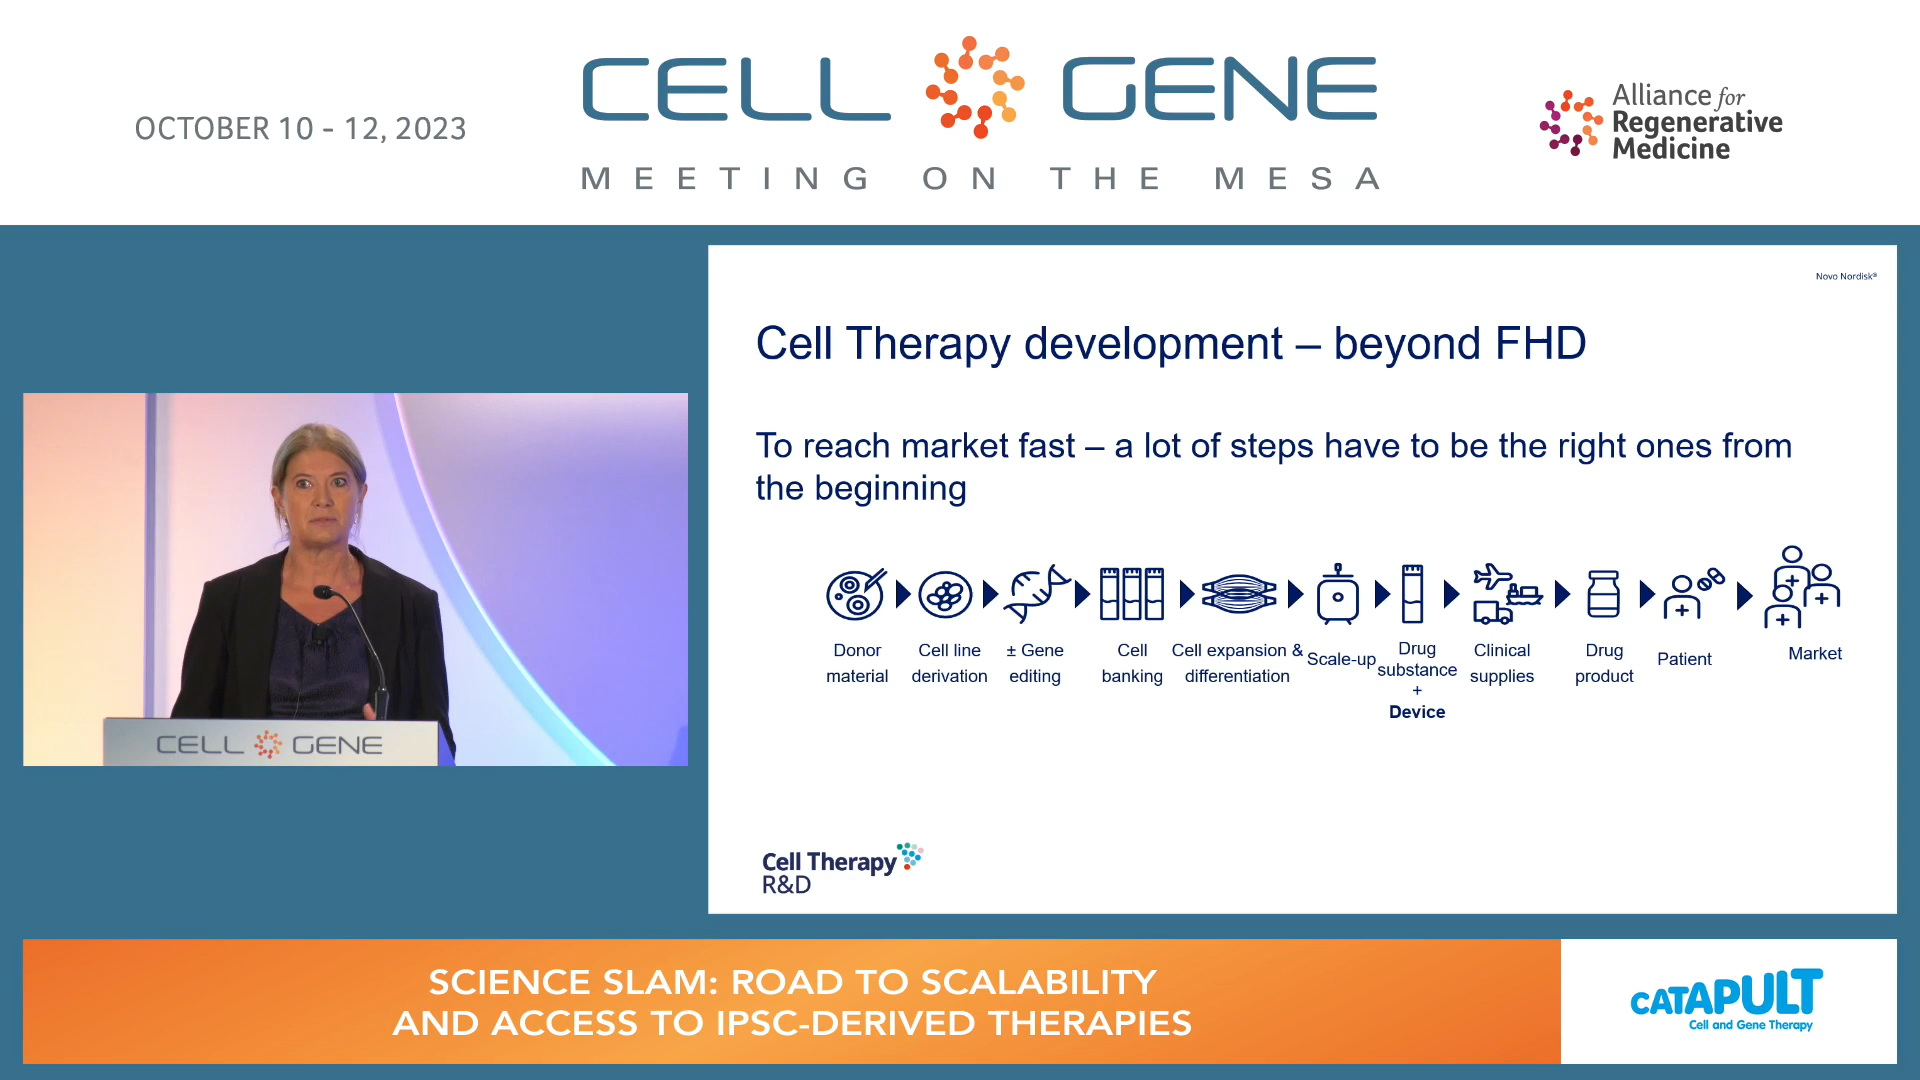 OCTOBER 10 - 12, 2023
CELL GENE
MEETING ON THE MESA
Alliance for
Regenerative
Medicine
Novo Nordisk®
Cell Therapy development – beyond FHD
To reach market fast – a lot of steps have to be the right ones from
the beginning
Donor
material
Cell line
derivation
± Gene
editing
Cell
banking
Cell expansion &
differentiation
Scale-up
Drug
substance
+
Device
Clinical
supplies
Drug
product
Patient
Market
Cell Therapy
R&D
CELL GENE
SCIENCE SLAM: ROAD TO SCALABILITY
AND ACCESS TO IPSC-DERIVED THERAPIES
CATAPULT
Cell and Gene Therapy